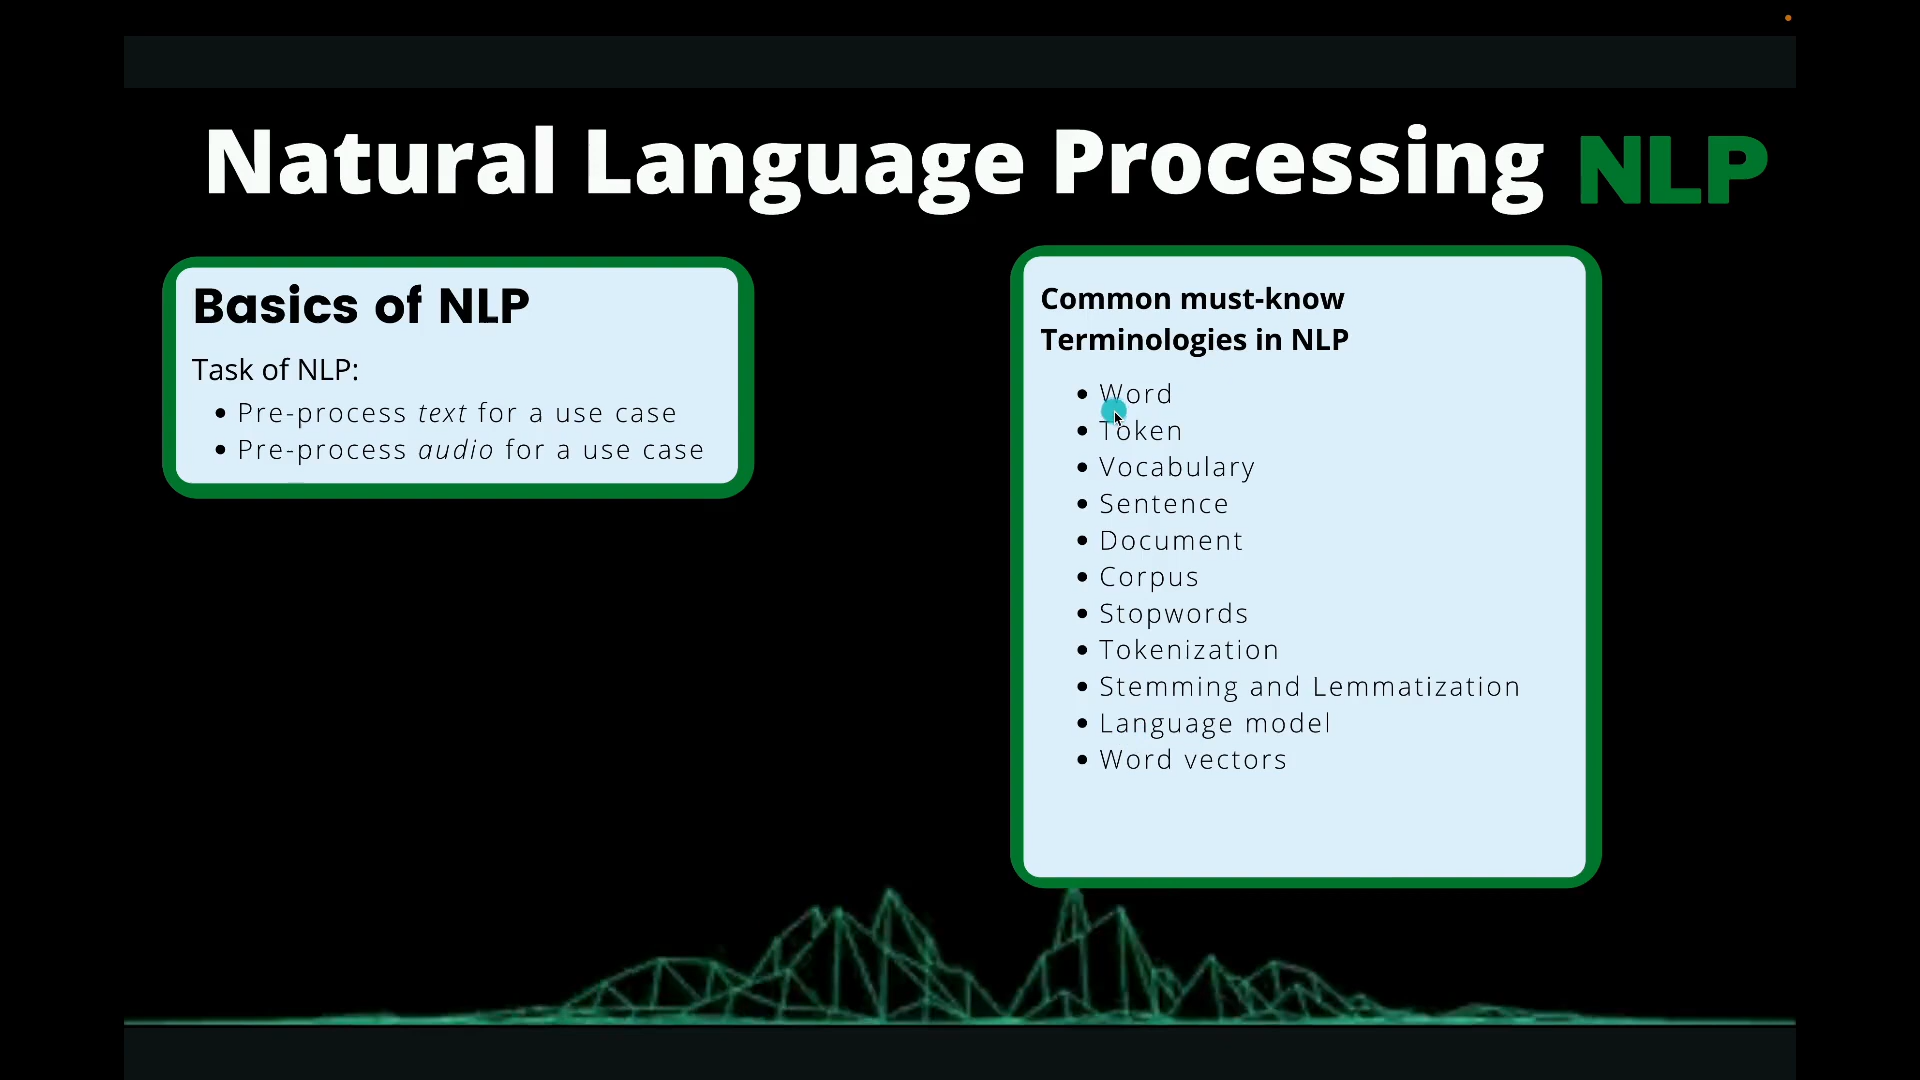 Natural Language Processing NLP
Basics of NLP
Task of NLP:
Pre-process text for a use case
Pre-process audio for a use case
Common must-know
Terminologies in NLP
Word
Token
Vocabulary
Sentence
Document
Corpus
Stopwords
Tokenization
Stemming and Lemmatization
Language model
Word vectors